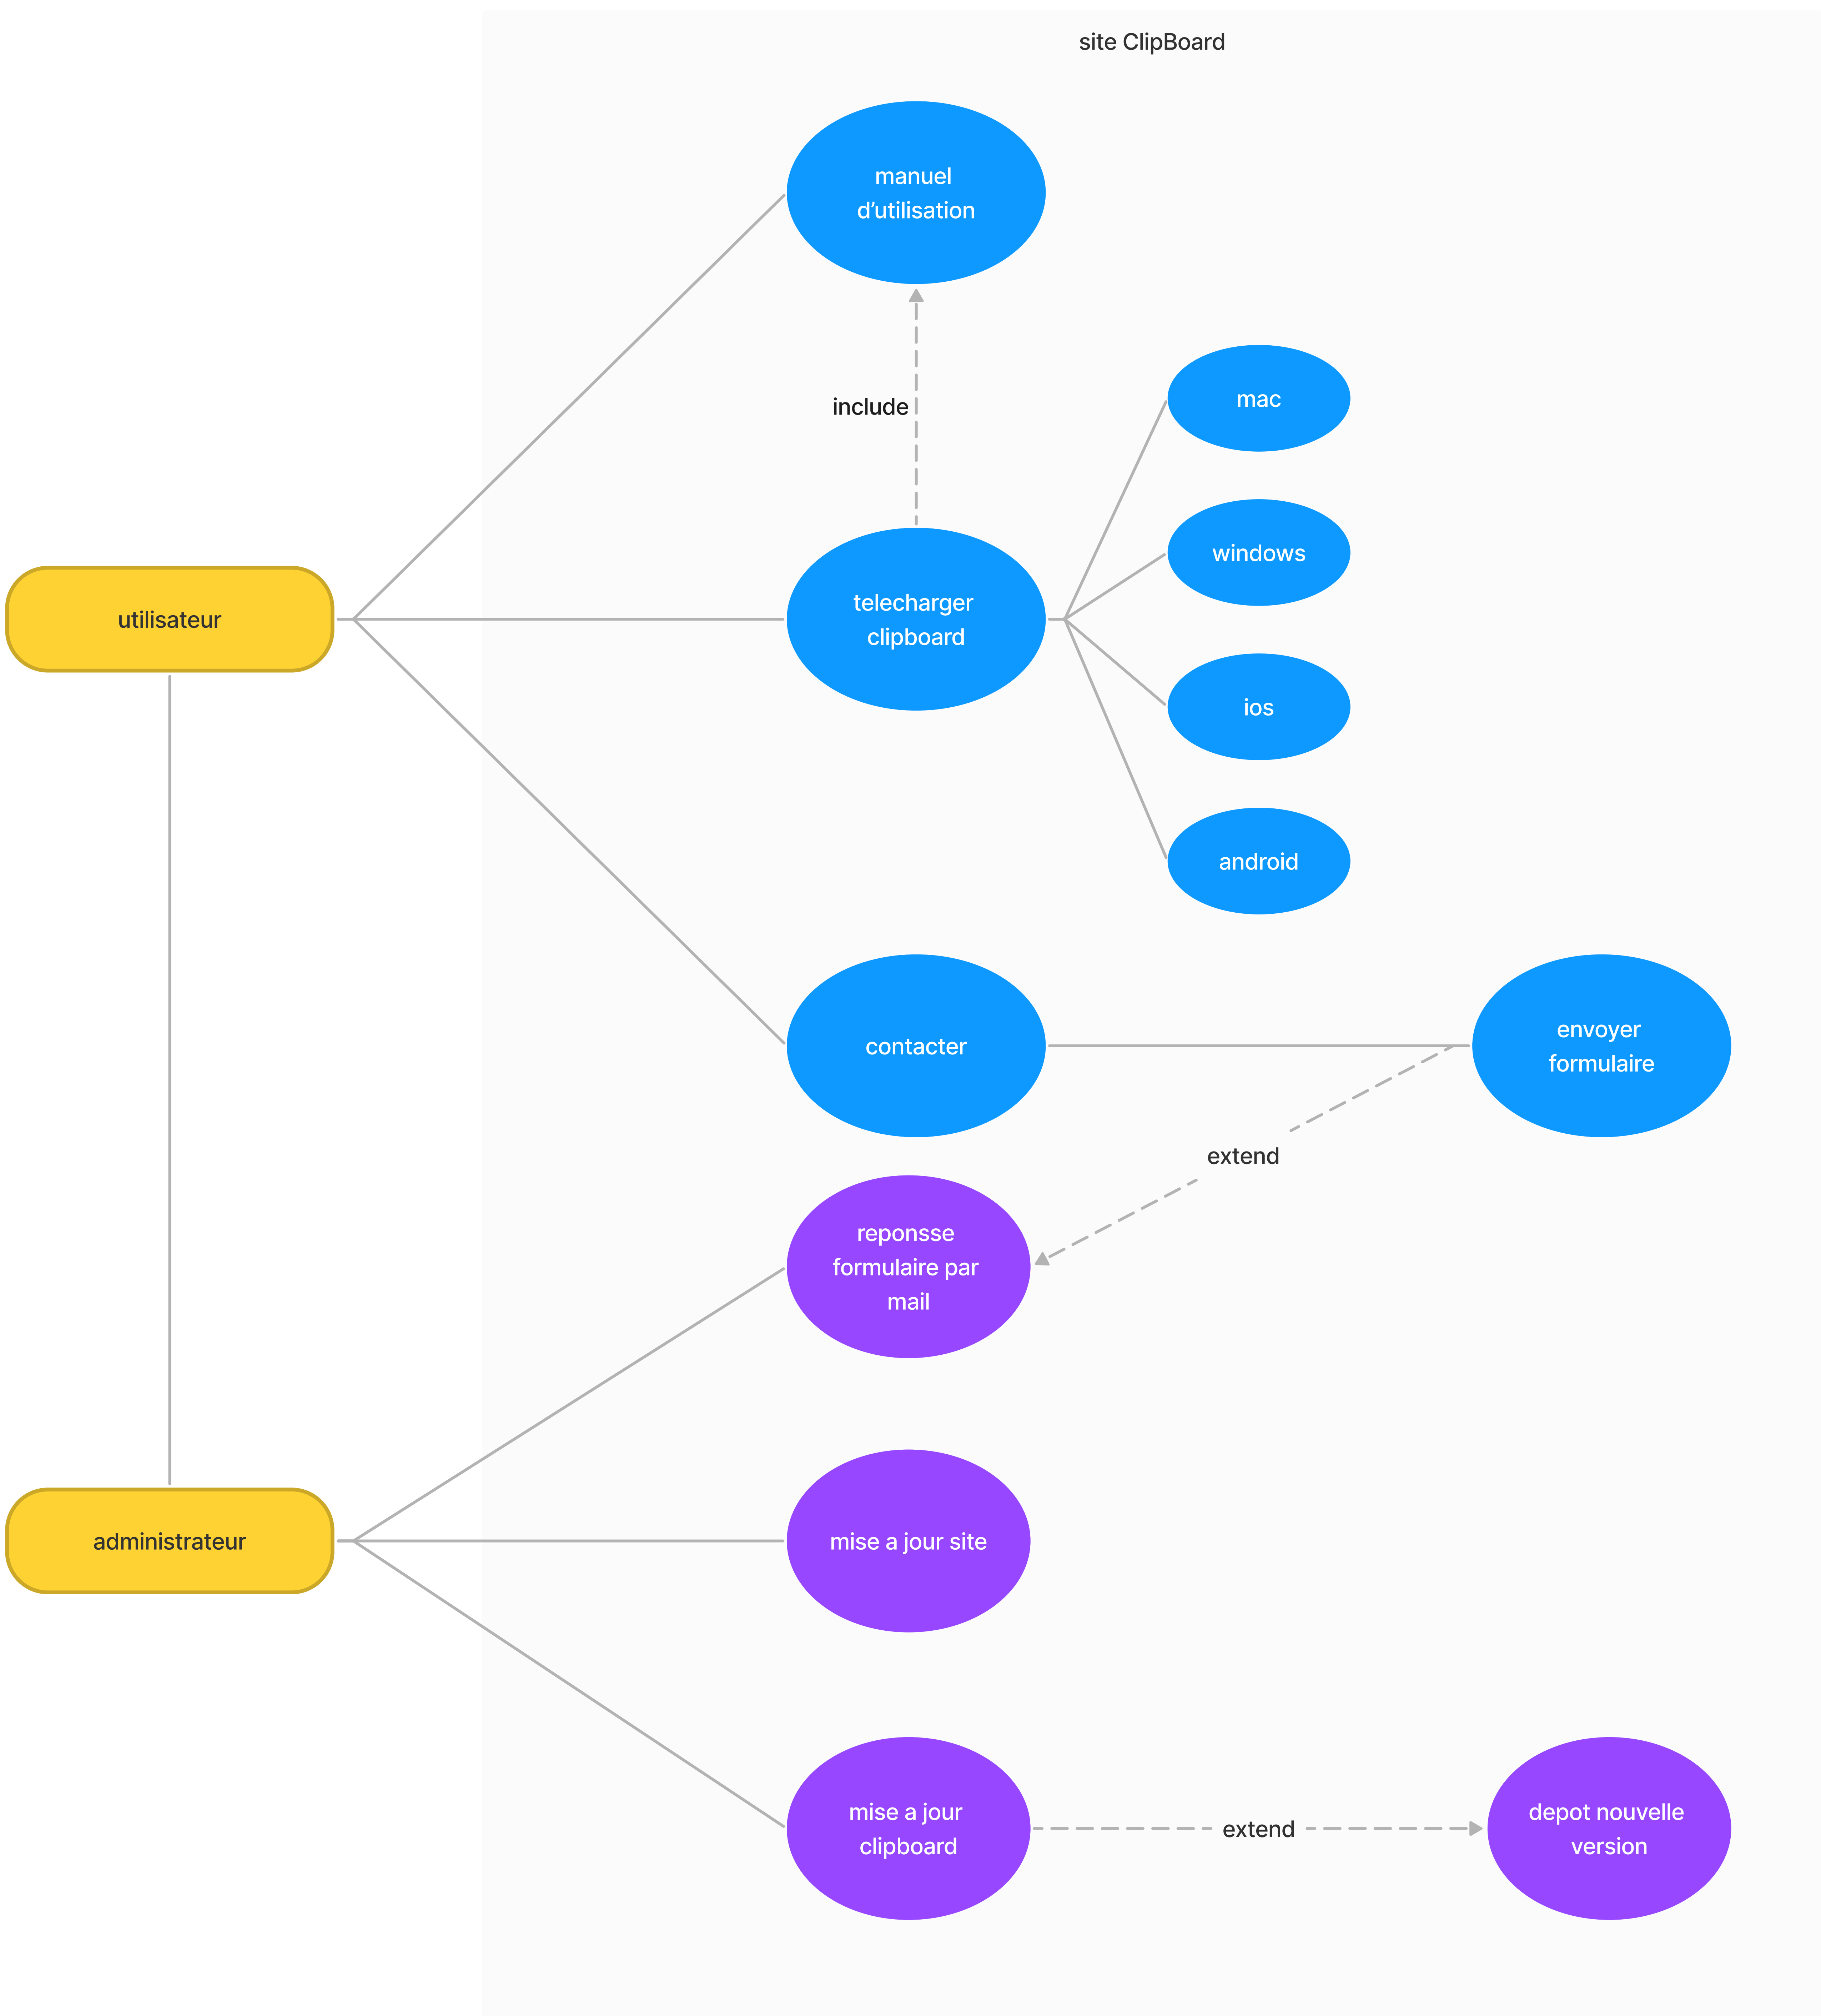 site ClipBoard
manuel
d’utilisation
include
mac
windows
utilisateur
telecharger
clipboard
ios
android
contacter
envoyer
formulaire
extend
reponsse
formulaire par
mail
administrateur
mise a jour site
mise a jour
clipboard
extend
depot nouvelle
version